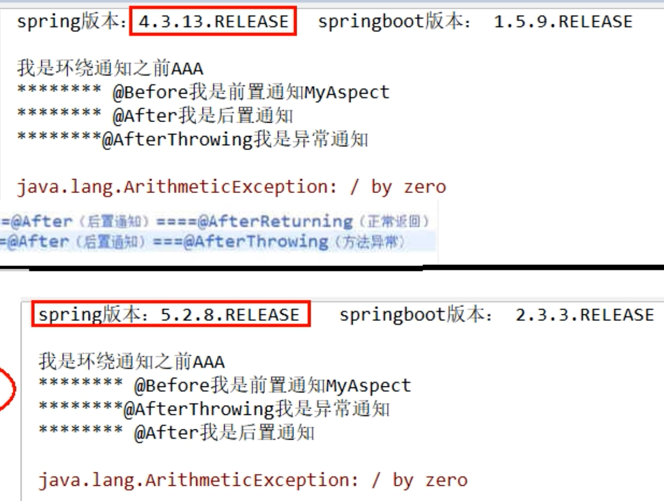 spring版本：4.3.13.RELEASE   springboot版本： 1.5.9.RELEASE
我是环绕通知之前AAA
******** @Before我是前置通知MyAspect
******** @After我是后置通知
********@AfterThrowing我是异常通知
java.lang.ArithmeticException: / by zero
=@After（后置通知）====@AfterReturning（正常返回）
=@After（后置通知）===@AfterThrowing（方法异常）
spring版本：5.2.8.RELEASE   springboot版本： 2.3.3.RELEASE
我是环绕通知之前AAA
******** @Before我是前置通知MyAspect
********@AfterThrowing我是异常通知
******** @After我是后置通知
java.lang.ArithmeticException: / by zero